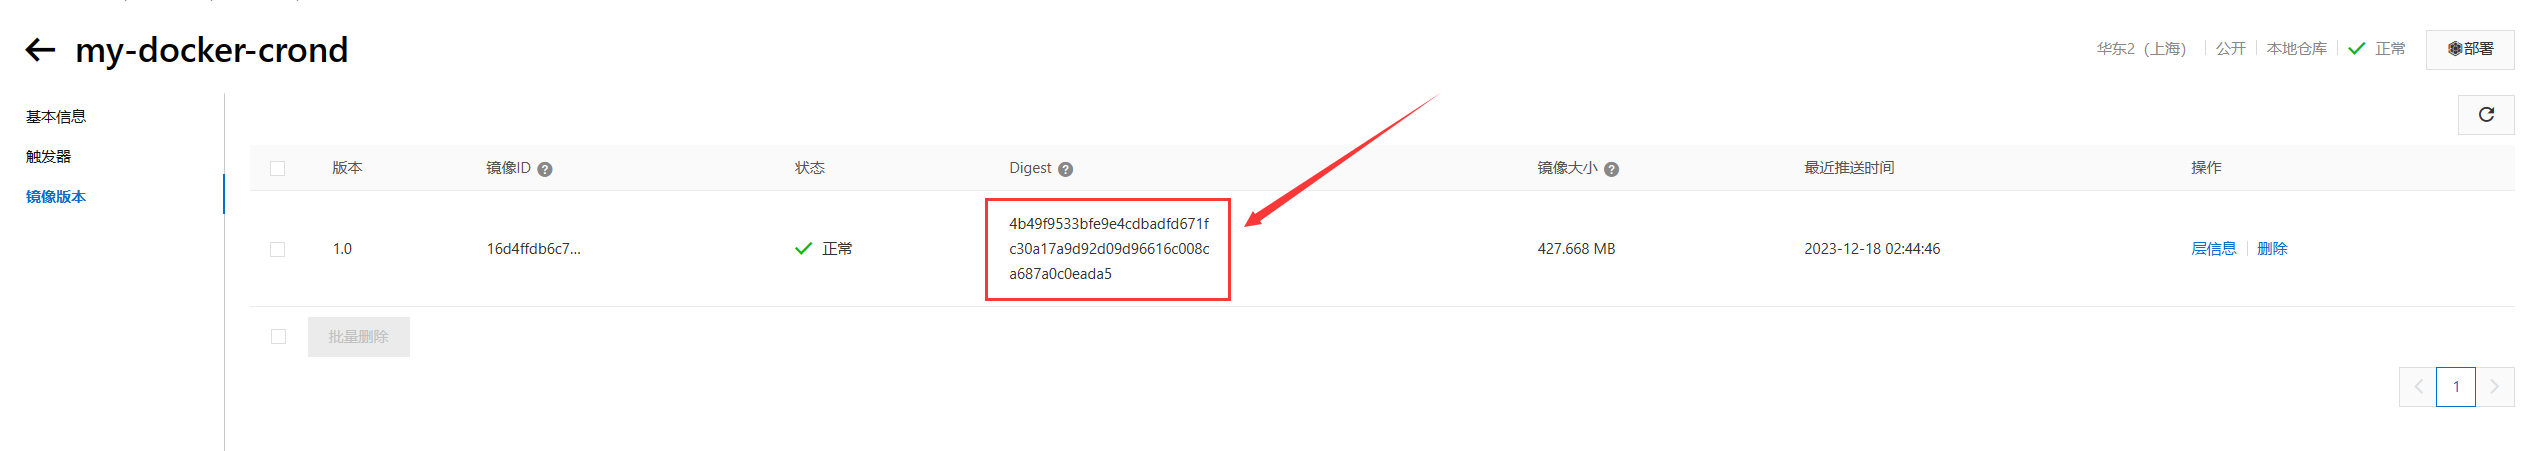 my-docker-crond
华东2（上海） 公开 本地仓库 正常 部署
基本信息
触发器
镜像版本
版本 镜像ID 状态 Digest 镜像大小 最近推送时间 操作
1.0 16d4ffdb6c7... 正常 4b49f9533bfe9e4cdbadfd671f
c30a17a9d92d09d96616c008c
a687a0c0eada5
427.668 MB 2023-12-18 02:44:46 层信息 删除
批量删除
1